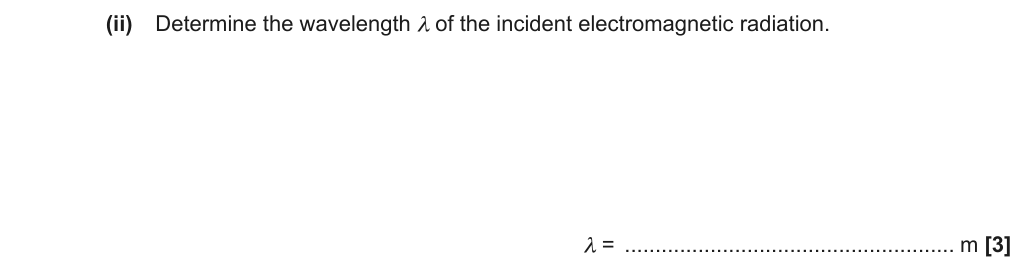 (ii) Determine the wavelength λ of the incident electromagnetic radiation.
λ = ...................................................... m [3]